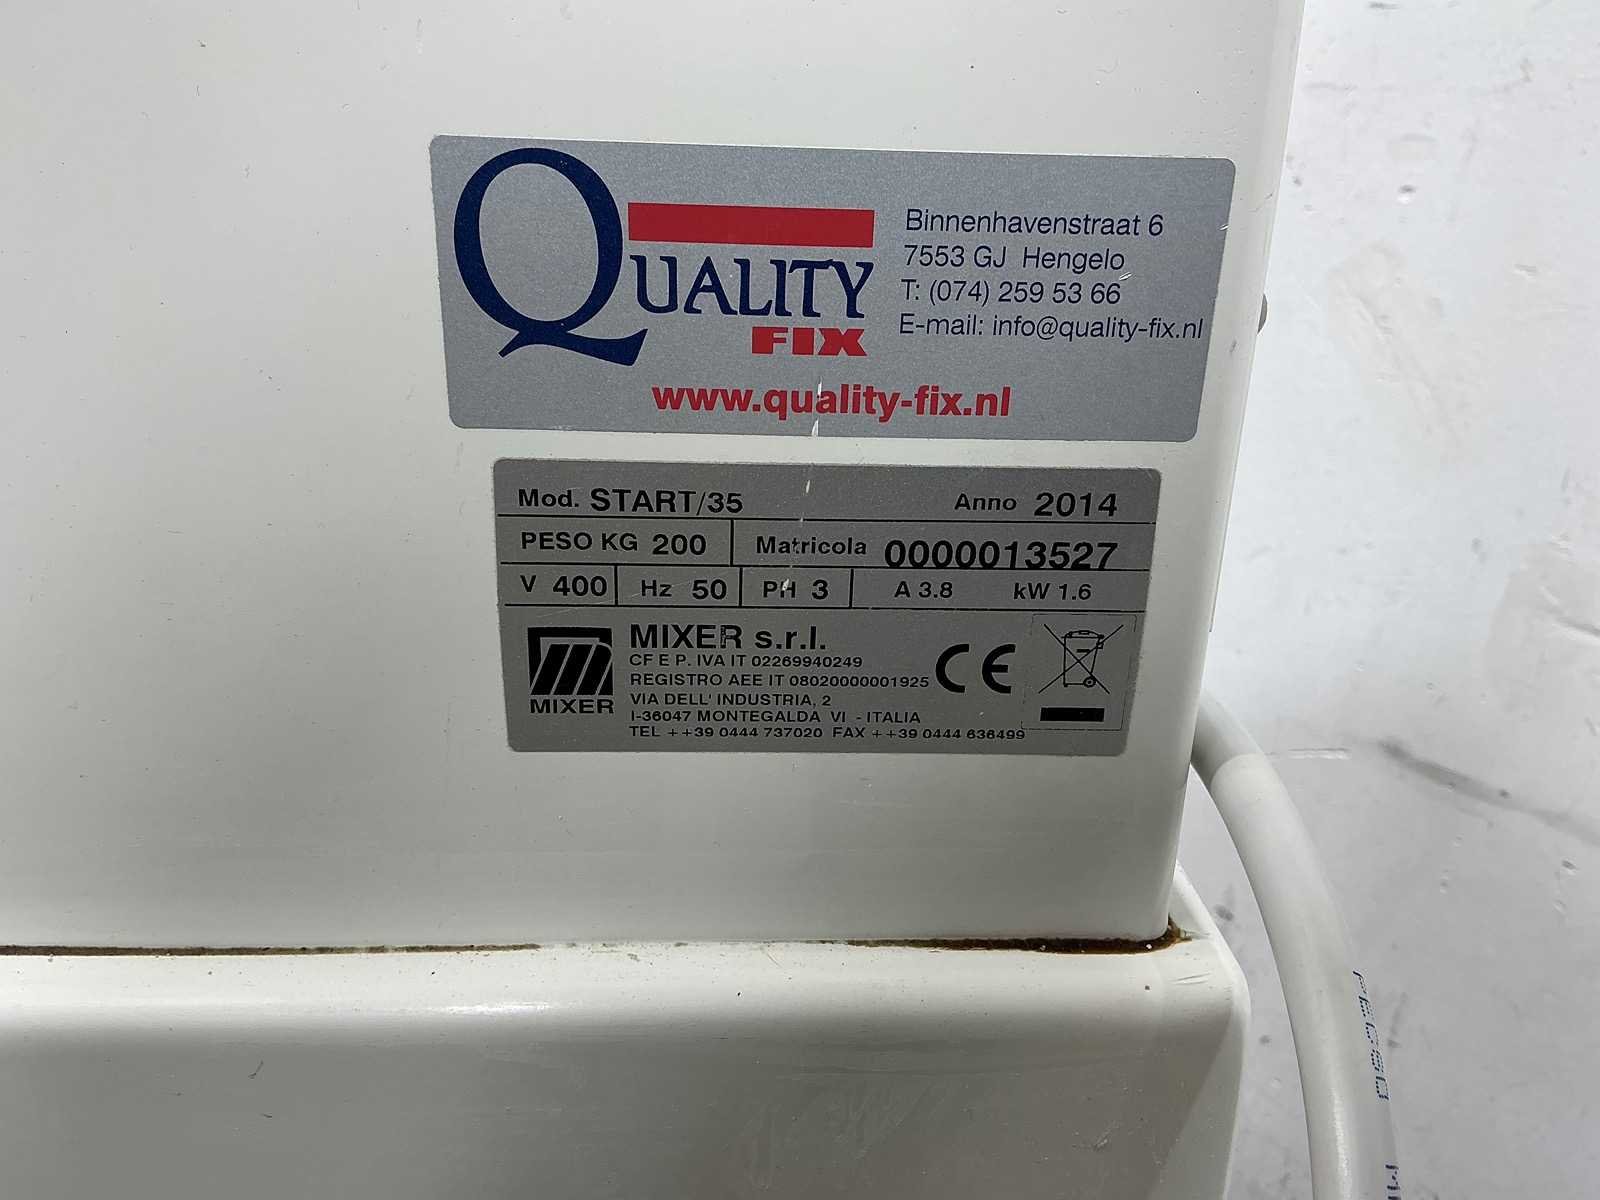 QUALITY
FIX
Binnenhavenstraat 6
7553 GJ Hengelo
T: (074) 259 53 66
E-mail: info@quality-fix.nl
www.quality-fix.nl
Mod. START/35 Anno 2014
PESO KG 200 Matricola 0000013527
V 400 Hz 50 PH 3 A 3.8 kW 1.6
MIXER
MIXER s.r.l.
CF E P. IVA IT 02269940249
REGISTRO AEE IT 08020000001925
VIA DELL' INDUSTRIA, 2
I-36047 MONTEGALDA VI - ITALIA
TEL ++39 0444 737020 FAX ++39 0444 636499
CE